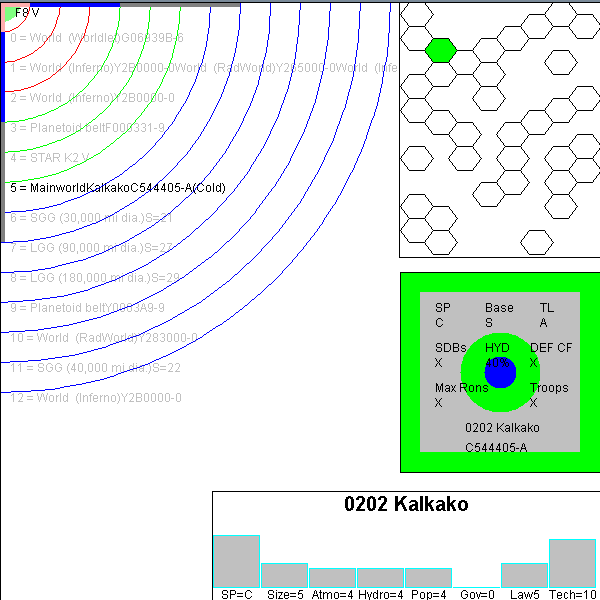 F8 V
0 = World (Worldlet)G06939B-6
1 = World (Inferno)Y2B0000-0World (RadWorld)Y265000-0World (Infe
2 = World (Inferno)Y2B0000-0
3 = Planetoid beltF000331-9
4 = STAR K2 V
5 = MainworldKalkakoC544405-A(Cold)
6 = SGG (30,000 mi dia.)S=21
7 = LGG (90,000 mi dia.)S=27
8 = LGG (180,000 mi dia.)S=29
9 = Planetoid beltY0003A9-9
10 = World (RadWorld)Y283000-0
11 = SGG (40,000 mi dia.)S=22
12 = World (Inferno)Y2B0000-0
SP Base TL
C S A
SDBs HYD DEF CF
X 40% X
Max Rons Troops
X X
0202 Kalkako
C544405-A
0202 Kalkako
SP=C Size=5 Atmo=4 Hydro=4 Pop=4 Gov=0 Law5 Tech=10